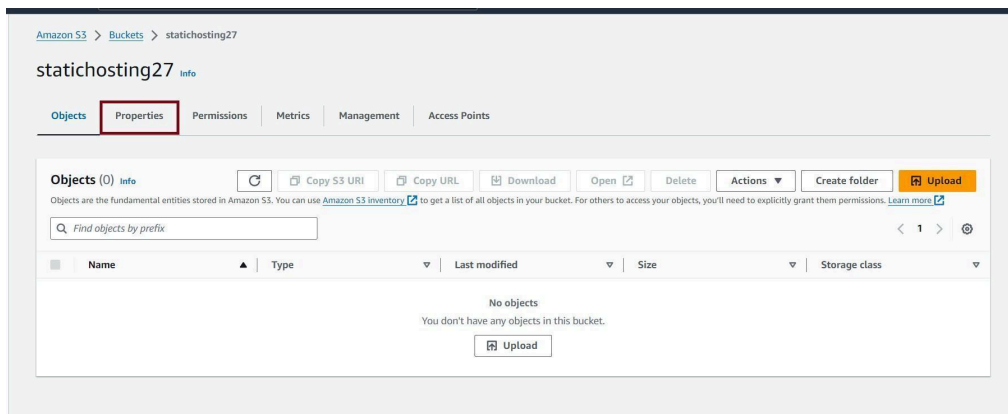 Amazon S3 > Buckets > statichosting27
statichosting27 Info
Objects Properties Permissions Metrics Management Access Points
Objects (0) Info Copy S3 URI Copy URL Download Open Delete Actions Create folder Upload
Objects are the fundamental entities stored in Amazon S3. You can use Amazon S3 inventory to get a list of all objects in your bucket. For others to access your objects, you'll need to explicitly grant them permissions. Learn more
Find objects by prefix < 1 >
Name Type Last modified Size Storage class
No objects
You don't have any objects in this bucket.
Upload